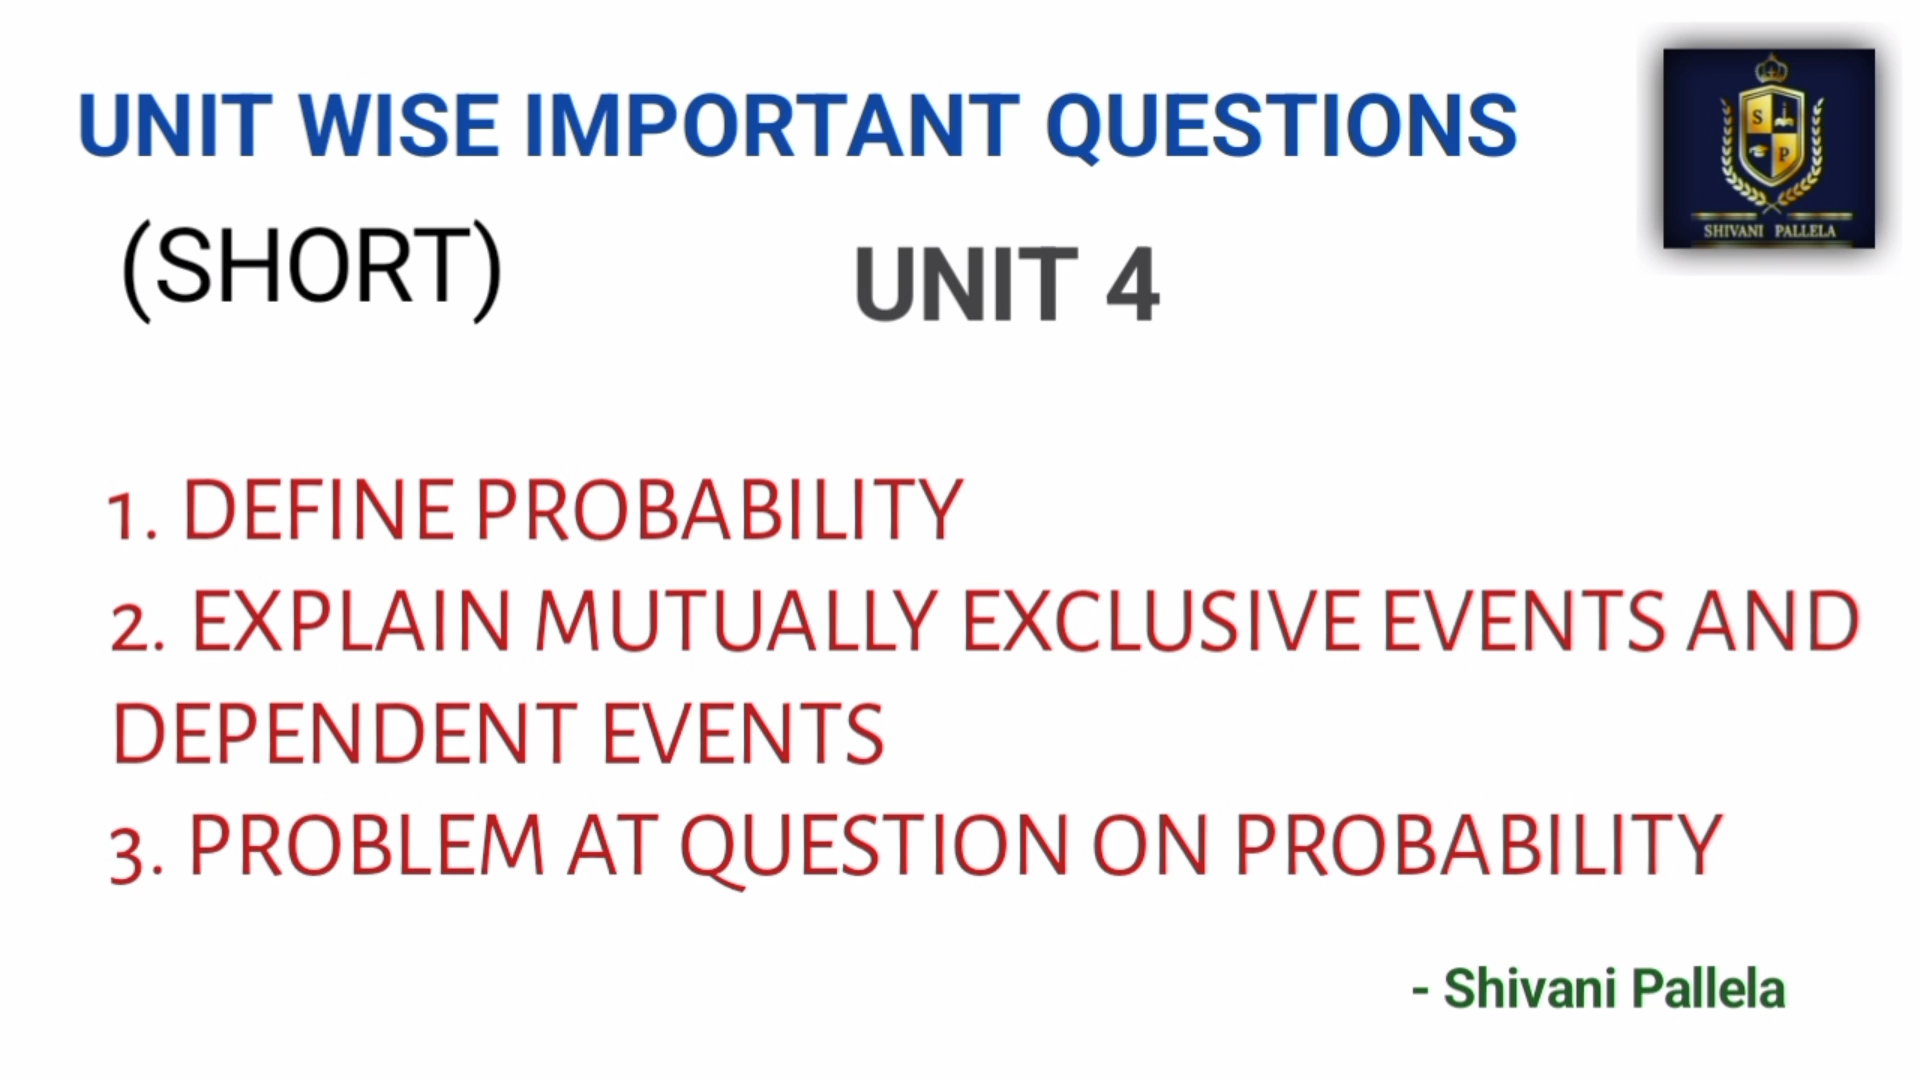 UNIT WISE IMPORTANT QUESTIONS
S
P
SHIVANI PALLELA
(SHORT)
UNIT 4
1. DEFINE PROBABILITY
2. EXPLAIN MUTUALLY EXCLUSIVE EVENTS AND
DEPENDENT EVENTS
3. PROBLEM AT QUESTION ON PROBABILITY
- Shivani Pallela